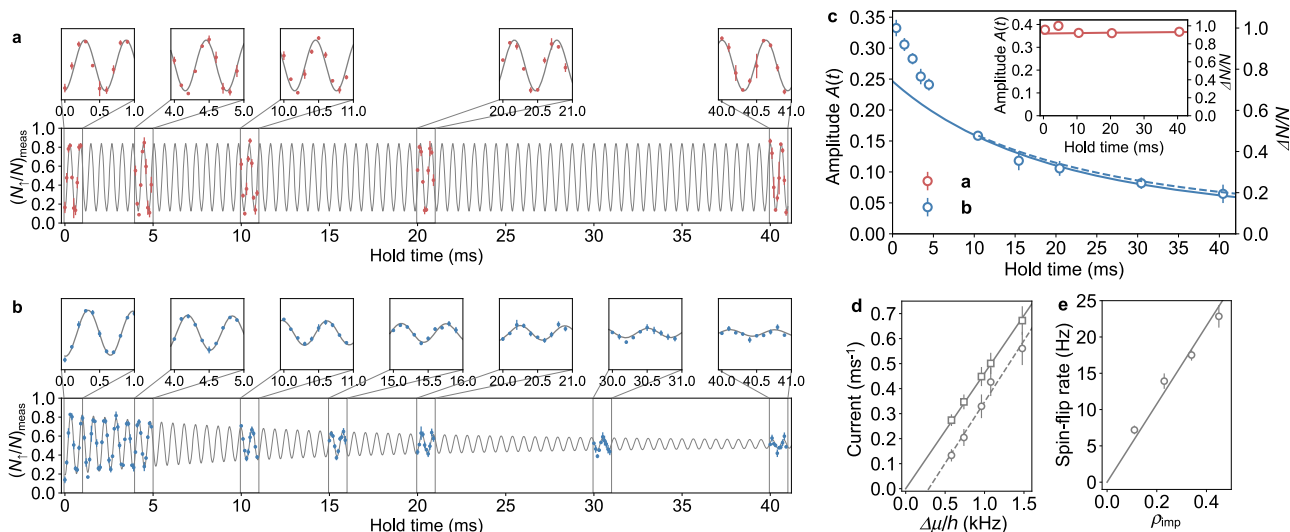 a
0.0 0.5 1.0
4.0 4.5 5.0
10.0 10.5 11.0
20.0 20.5 21.0
40.0 40.5 41.0
(N↑/N)meas
1.0
0.8
0.6
0.4
0.2
0.0
0 5 10 15 20 25 30 35 40
Hold time (ms)
b
0.0 0.5 1.0
4.0 4.5 5.0
10.0 10.5 11.0
15.0 15.5 16.0
20.0 20.5 21.0
30.0 30.5 31.0
40.0 40.5 41.0
(N↑/N)meas
1.0
0.8
0.6
0.4
0.2
0.0
0 5 10 15 20 25 30 35 40
Hold time (ms)
c
Amplitude A(t)
0.35
0.30
0.25
0.20
0.15
0.10
0.05
0.00
0 5 10 15 20 25 30 35 40
Hold time (ms)
1.0
0.8
0.6
0.4
0.2
0.0
a
b
Amplitude A(t)
0.4
0.3
0.2
0.1
0
0 10 20 30 40
Hold time (ms)
1.0
0.8
0.6
0.4
0.2
0.0
d
Current (ms⁻¹)
0.7
0.6
0.5
0.4
0.3
0.2
0.1
0.0
0.0 0.5 1.0 1.5
Δμ/h (kHz)
e
Spin-flip rate (Hz)
25
20
15
10
5
0
0.0 0.2 0.4
ρimp